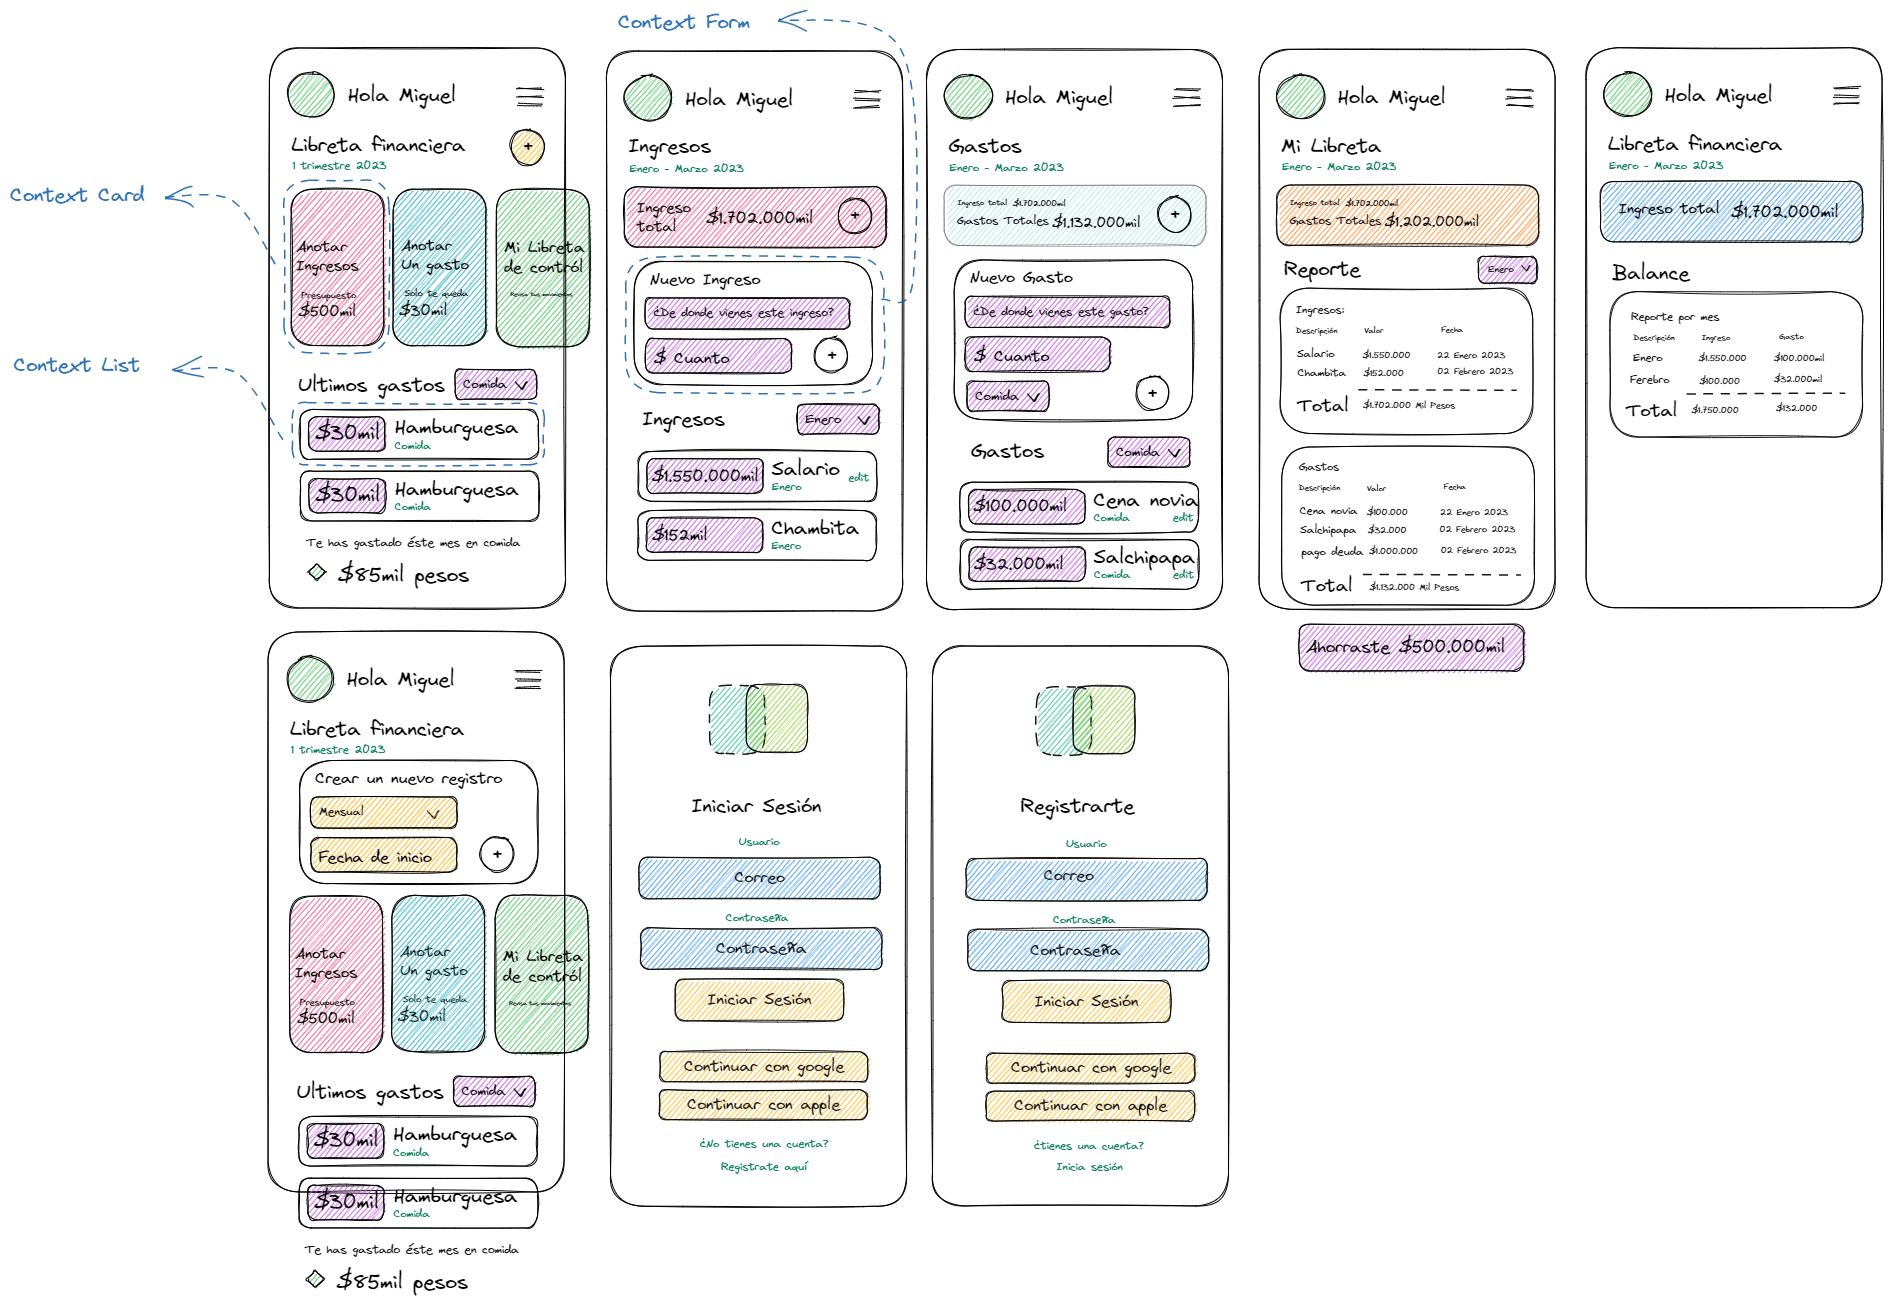 Context Form
Context Card
Context List
Hola Miguel
Libreta financiera
+
1 trimestre 2023
Anotar
Ingresos
Presupuesto
$500mil
Anotar
Un gasto
Solo te queda
$30mil
Mi Libreta
de contról
Revisa tus movimientos
Ultimos gastos
Comida
$30mil
Hamburguesa
Comida
$30mil
Hamburguesa
Comida
Te has gastado éste mes en comida
$85mil pesos
Hola Miguel
Ingresos
Enero - Marzo 2023
Ingreso
total
$1.702.000mil
+
Nuevo Ingreso
¿De donde vienes este ingreso?
$ Cuanto
+
Ingresos
Enero
$1.550.000mil
Salario
Enero
edit
$152mil
Chambita
Enero
Hola Miguel
Gastos
Enero - Marzo 2023
Ingreso total $1.702.000mil
Gastos Totales $1.132.000mil
+
Nuevo Gasto
¿De donde vienes este gasto?
$ Cuanto
Comida
+
Gastos
Comida
$100.000mil
Cena novia
Comida
edit
$32.000mil
Salchipapa
Comida
edit
Hola Miguel
Mi Libreta
Enero - Marzo 2023
Ingreso total $1.702.000mil
Gastos Totales $1.202.000mil
Reporte
Enero
Ingresos:
Descripción Valor Fecha
Salario $1.550.000 22 Enero 2023
Chambita $152.000 02 Febrero 2023
Total $1.702.000 Mil Pesos
Gastos
Descripción Valor Fecha
Cena novia $100.000 22 Enero 2023
Salchipapa $32.000 02 Febrero 2023
pago deuda $1.000.000 02 Febrero 2023
Total $1.132.000 Mil Pesos
Ahorraste $500.000mil
Hola Miguel
Libreta financiera
Enero - Marzo 2023
Ingreso total $1.702.000mil
Balance
Reporte por mes
Descripción Ingreso Gasto
Enero $1.550.000 $100.000mil
Ferebro $100.000 $32.000mil
Total $1.750.000 $132.000
Hola Miguel
Libreta financiera
1 trimestre 2023
Crear un nuevo registro
Mensual
Fecha de inicio
+
Anotar
Ingresos
Presupuesto
$500mil
Anotar
Un gasto
Solo te queda
$30mil
Mi Libreta
de contról
Revisa tus movimientos
Ultimos gastos
Comida
$30mil
Hamburguesa
Comida
$30mil
Hamburguesa
Comida
Te has gastado éste mes en comida
$85mil pesos
Iniciar Sesión
Usuario
Correo
Contraseña
Contraseña
Iniciar Sesión
Continuar con google
Continuar con apple
¿No tienes una cuenta?
Registrate aquí
Registrarte
Usuario
Correo
Contraseña
Contraseña
Iniciar Sesión
Continuar con google
Continuar con apple
¿tienes una cuenta?
Inicia sesión